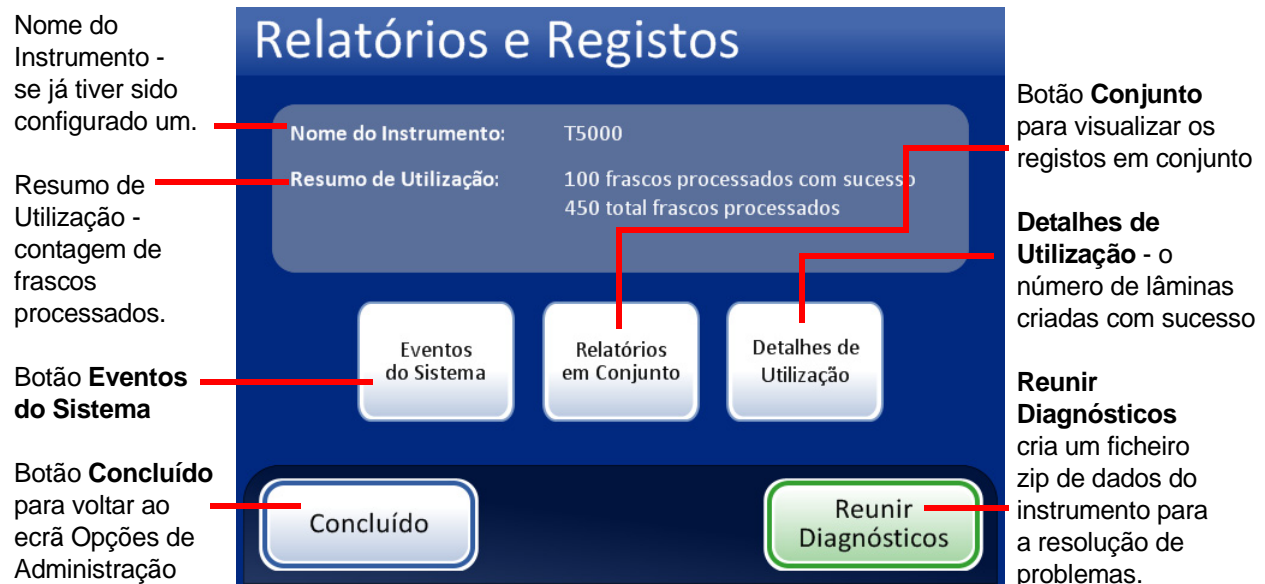 Nome do
Instrumento -
se já tiver sido
configurado um.
Resumo de
Utilização -
contagem de
frascos
processados.
Botão Eventos
do Sistema
Botão Concluído
para voltar ao
ecrã Opções de
Administração
Relatórios e Registos
Nome do Instrumento: T5000
Resumo de Utilização: 100 frascos processados com sucesso
450 total frascos processados
Eventos
do Sistema
Relatórios
em Conjunto
Detalhes de
Utilização
Concluído
Reunir
Diagnósticos
Botão Conjunto
para visualizar os
registos em conjunto
Detalhes de
Utilização - o
número de lâminas
criadas com sucesso
Reunir
Diagnósticos
cria um ficheiro
zip de dados do
instrumento para
a resolução de
problemas.